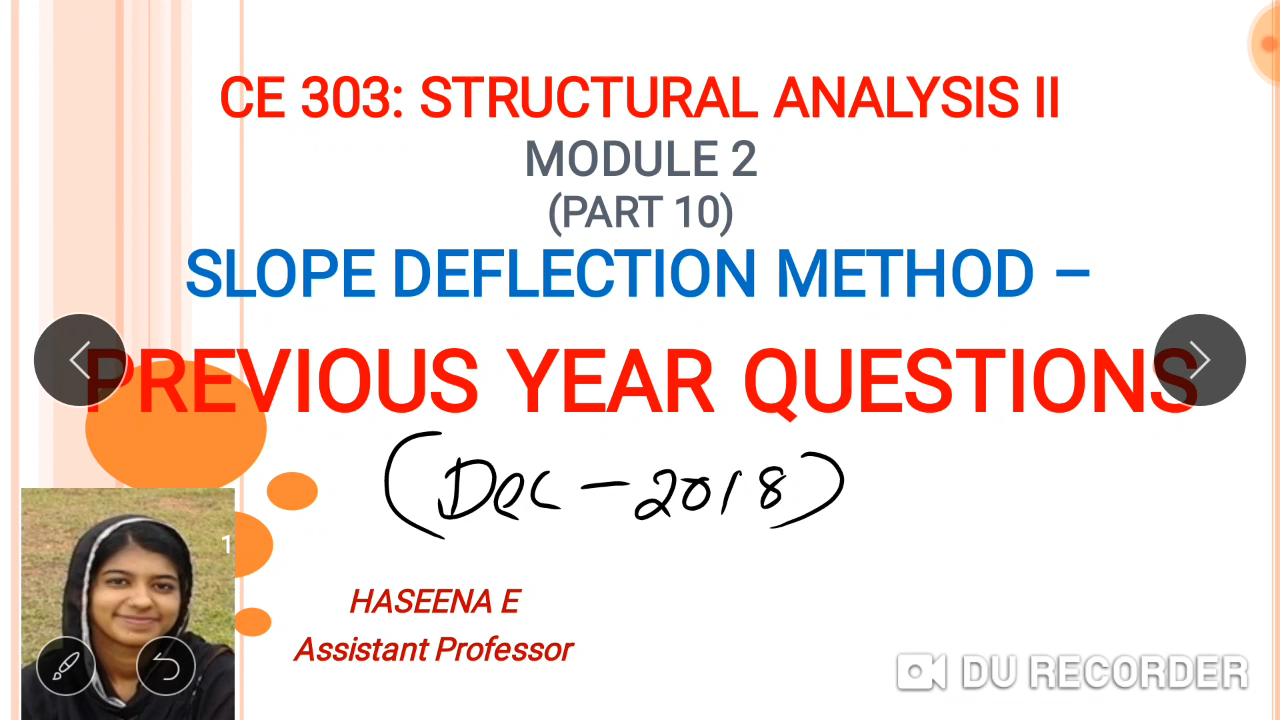 CE 303: STRUCTURAL ANALYSIS II
MODULE 2
(PART 10)
SLOPE DEFLECTION METHOD –
PREVIOUS YEAR QUESTIONS
(Dec – 2018)
1
HASEENA E
Assistant Professor
DU RECORDER